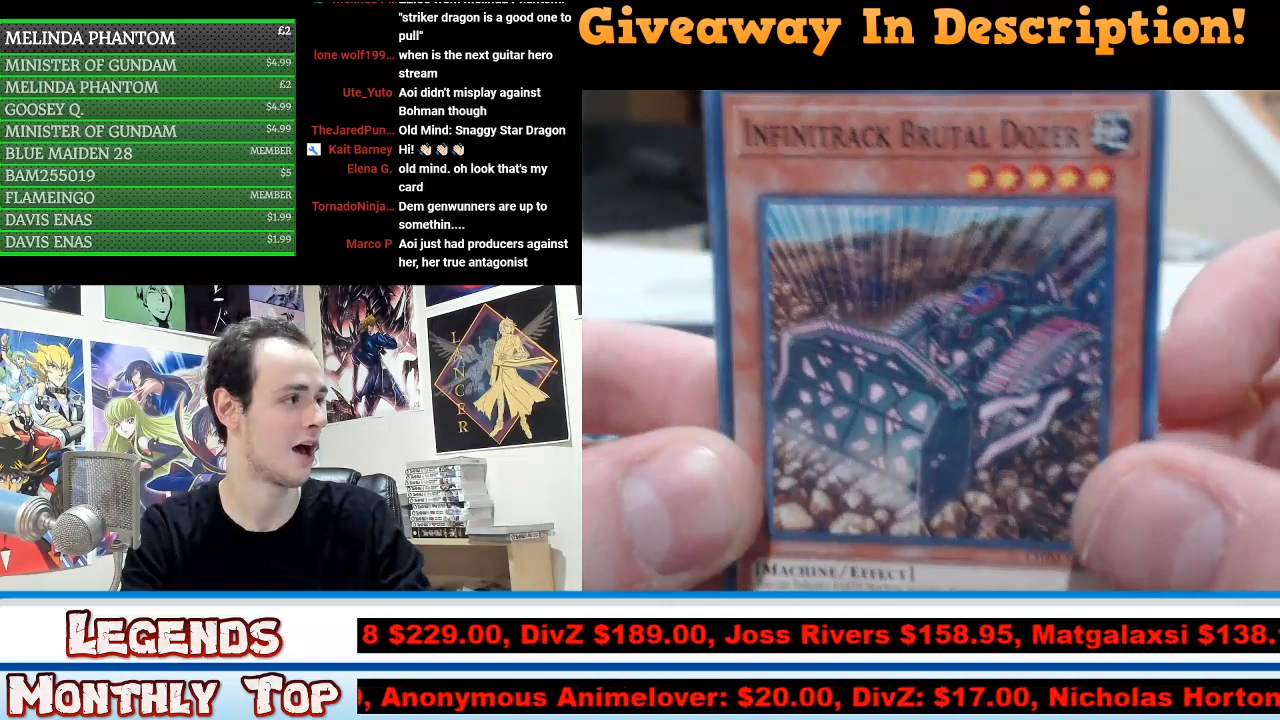 MELINDA PHANTOM £2
MINISTER OF GUNDAM $4.99
MELINDA PHANTOM £2
GOOSEY Q. $4.99
MINISTER OF GUNDAM $4.99
BLUE MAIDEN 28 MEMBER
BAM255019 $5
FLAMEINGO MEMBER
DAVIS ENAS $1.99
DAVIS ENAS $1.99
"striker dragon is a good one to
pull"
lone wolf199... when is the next guitar hero
stream
Ute_Yuto Aoi didn't misplay against
Bohman though
TheJaredPun... Old Mind: Snaggy Star Dragon
Kait Barney Hi! 👏🏻 👏🏻 👏🏻
Elena G. old mind. oh look that's my
card
TornadoNinja... Dem genwunners are up to
somethin....
Marco P Aoi just had producers against
her, her true antagonist
Giveaway In Description!
INFINITRACK BRUTAL DOZER
[MACHINE/EFFECT]
LANCER
LEGENDS
8 $229.00, DivZ $189.00, Joss Rivers $158.95, Matgalaxsi $138.
MONTHLY TOP
), Anonymous Animelover: $20.00, DivZ: $17.00, Nicholas Horton